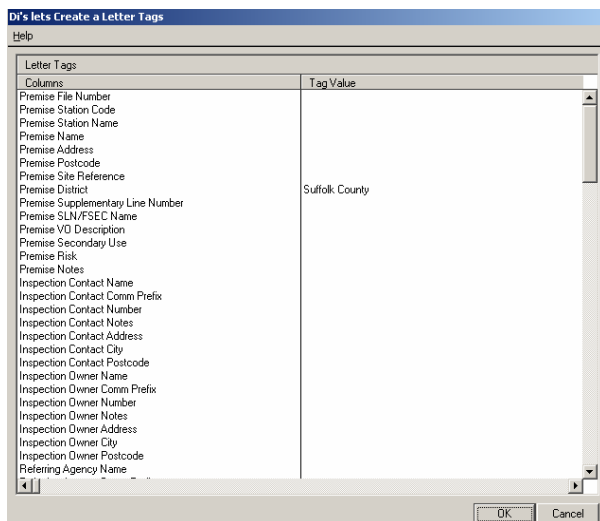 Di's lets Create a Letter Tags
Help
Letter Tags
Columns Tag Value
Premise File Number
Premise Station Code
Premise Station Name
Premise Name
Premise Address
Premise Postcode
Premise Site Reference
Premise District Suffolk County
Premise Supplementary Line Number
Premise SLN/FSEC Name
Premise VO Description
Premise Secondary Use
Premise Risk
Premise Notes
Inspection Contact Name
Inspection Contact Comm Prefix
Inspection Contact Number
Inspection Contact Notes
Inspection Contact Address
Inspection Contact City
Inspection Contact Postcode
Inspection Owner Name
Inspection Owner Comm Prefix
Inspection Owner Number
Inspection Owner Notes
Inspection Owner Address
Inspection Owner City
Inspection Owner Postcode
Referring Agency Name
OK Cancel